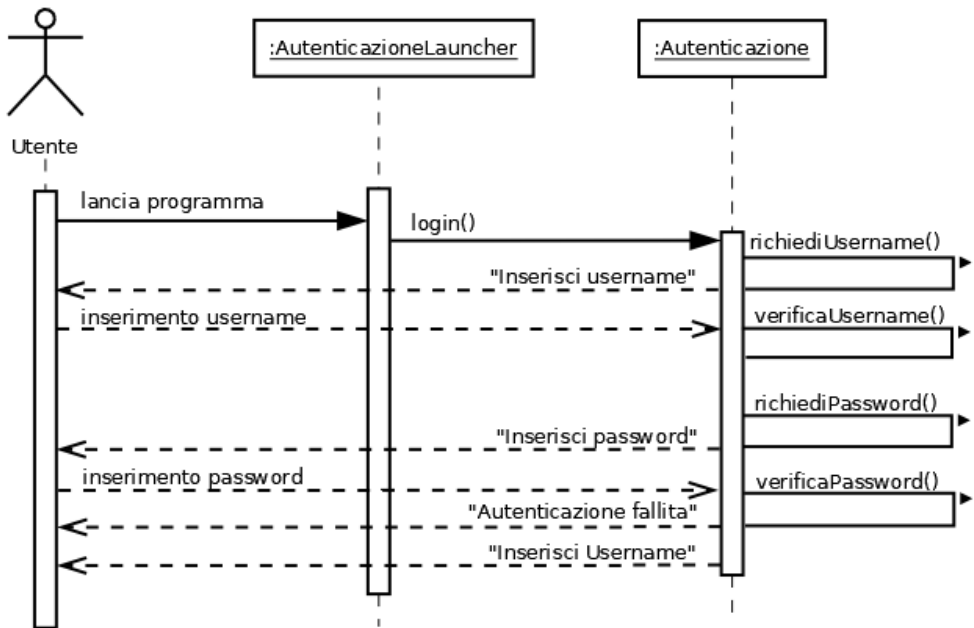 :AutenticazioneLauncher
:Autenticazione
Utente
lancia programma
login()
richiediUsername()
"Inserisci username"
inserimento username
verificaUsername()
richiediPassword()
"Inserisci password"
inserimento password
verificaPassword()
"Autenticazione fallita"
"Inserisci Username"